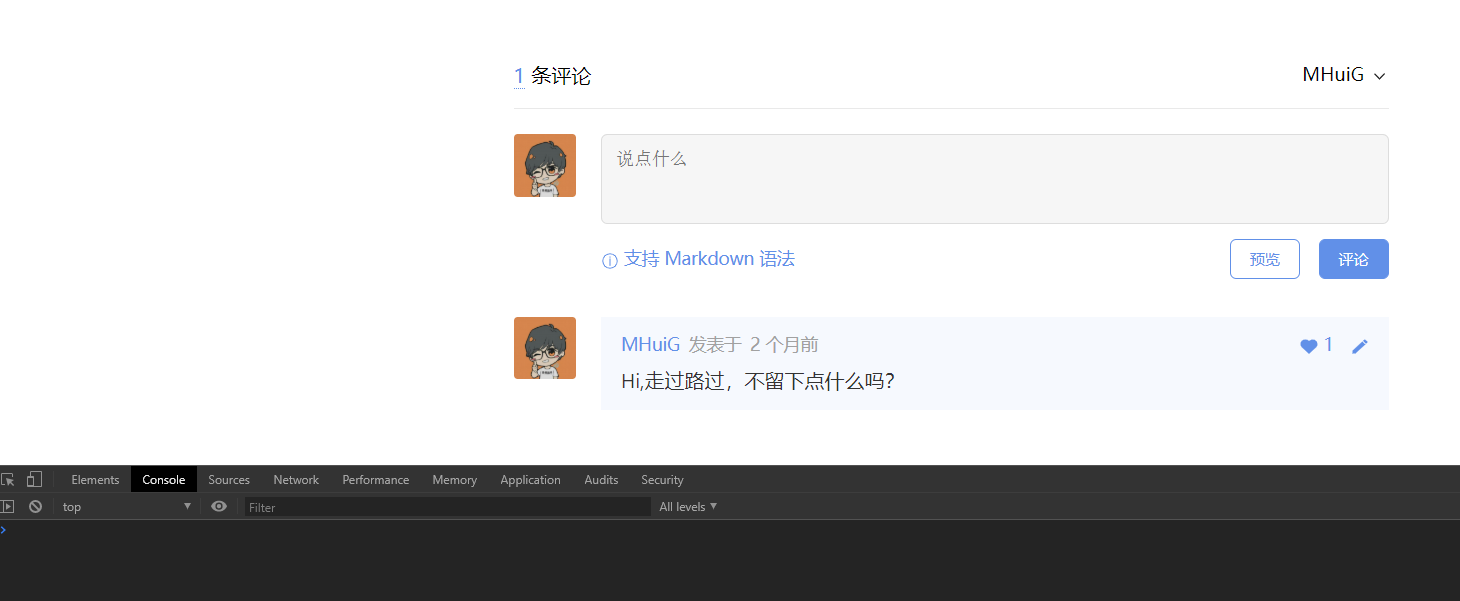 1 条评论 MHuiG
说点什么
支持 Markdown 语法 预览 评论
MHuiG 发表于 2 个月前 1
Hi,走过路过，不留下点什么吗？
Elements Console Sources Network Performance Memory Application Audits Security
top Filter All levels